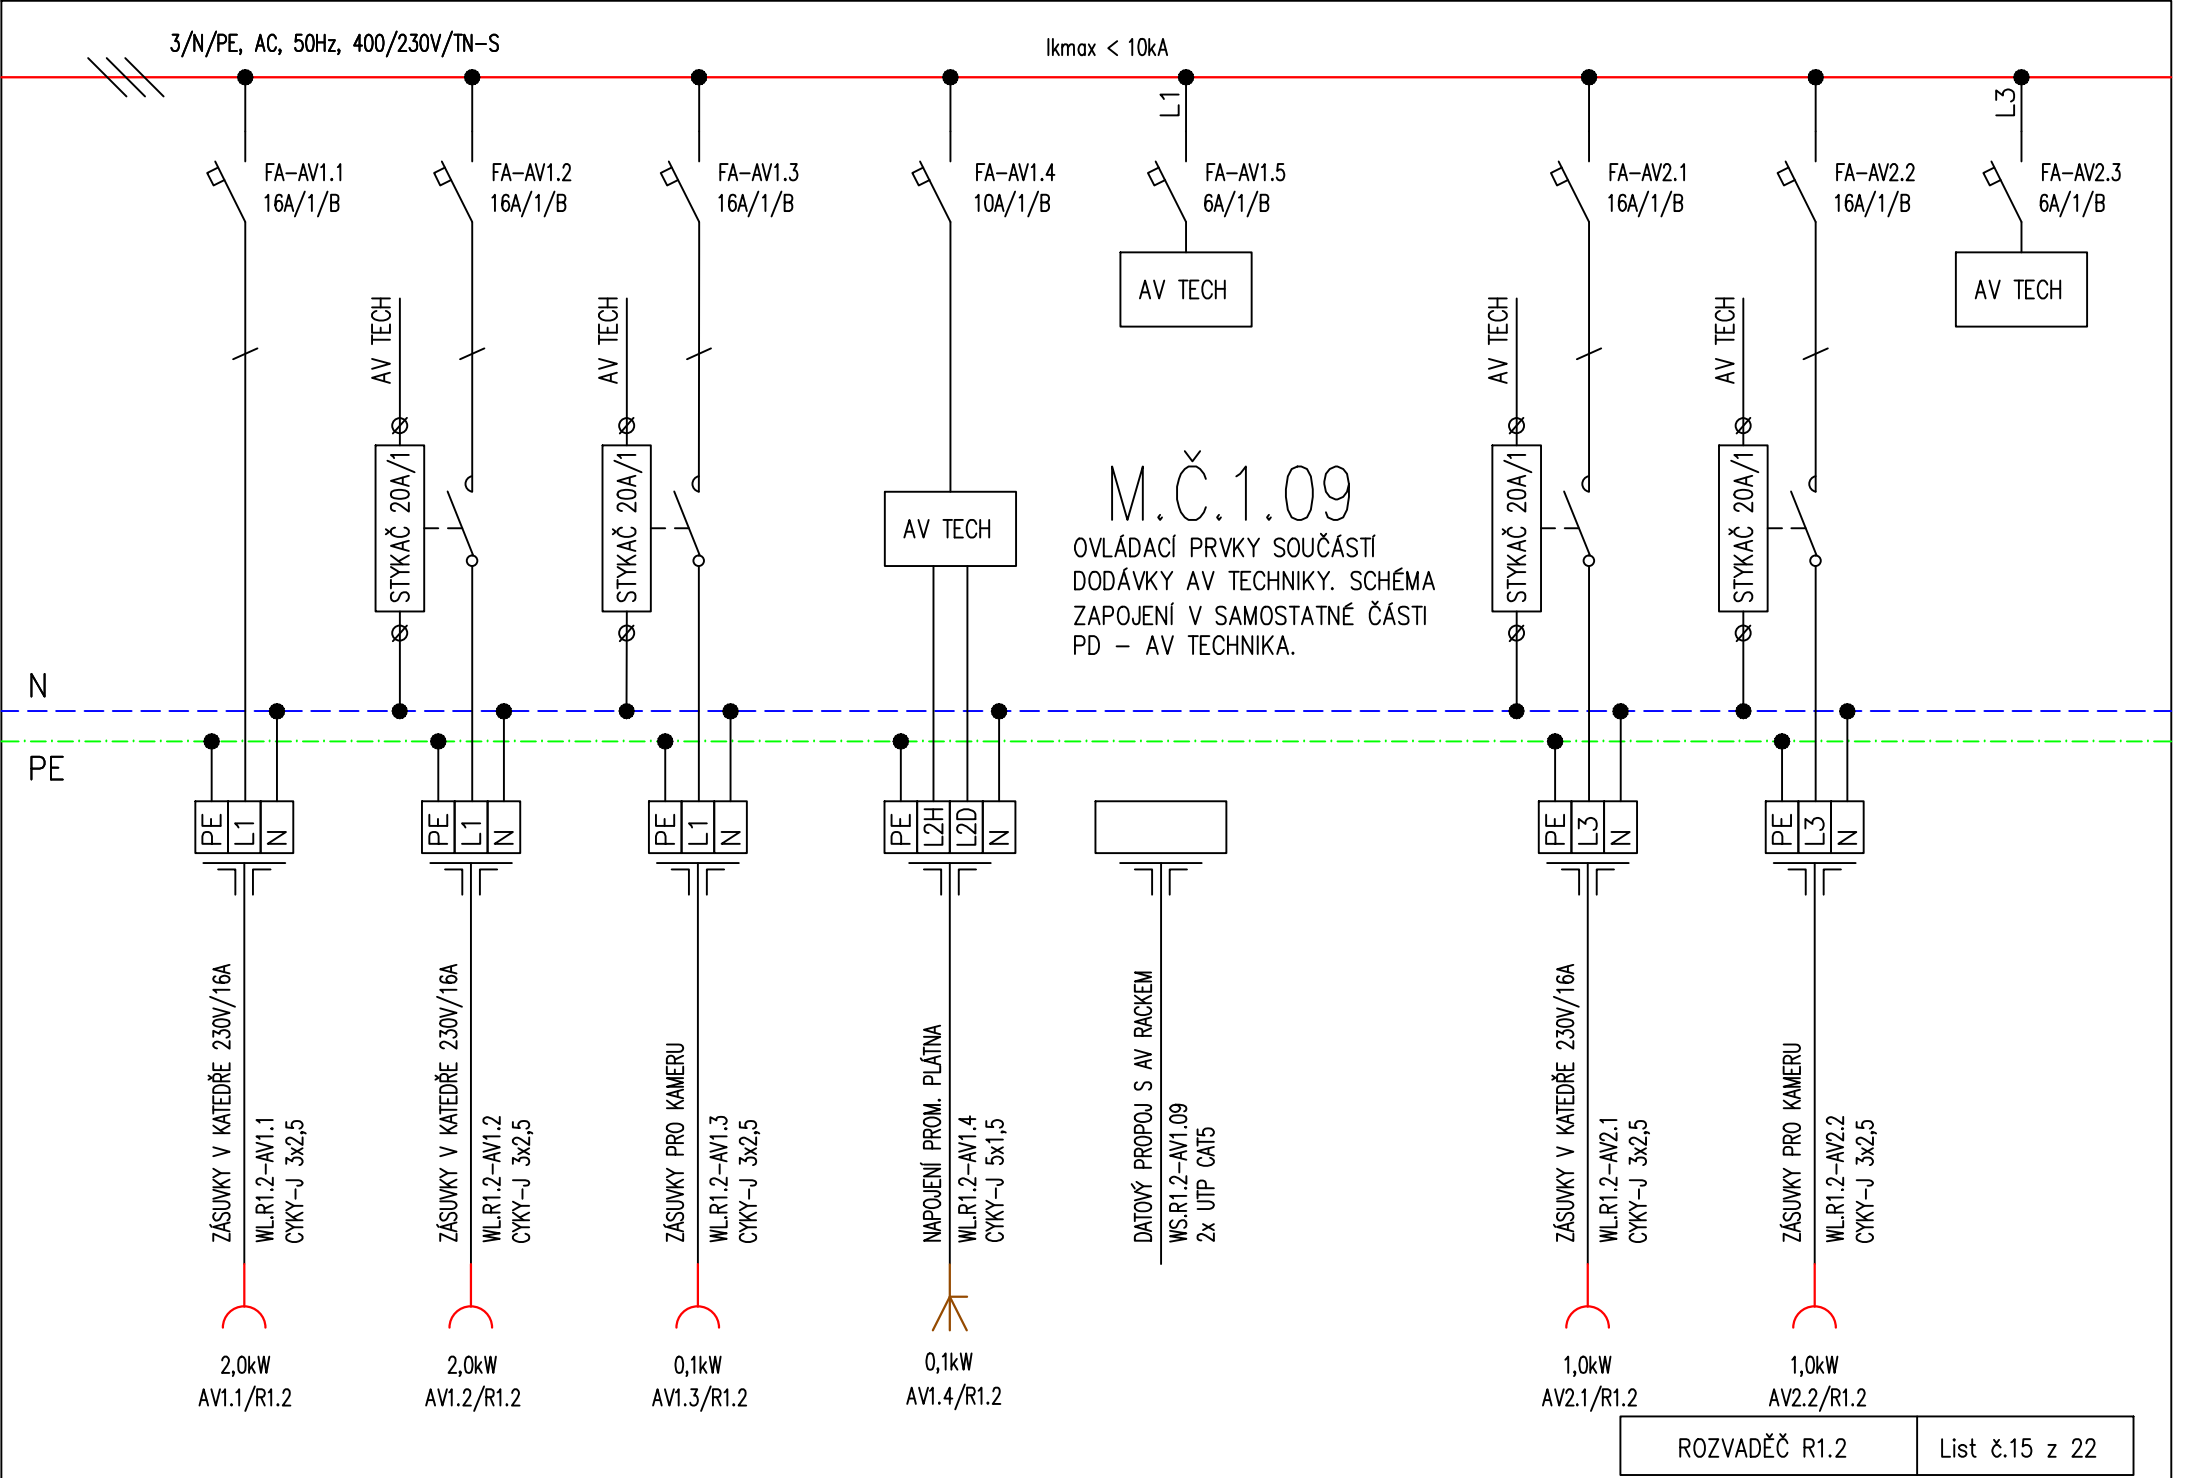 3/N/PE, AC, 50Hz, 400/230V/TN-S
Ikmax < 10kA
L1
L3
FA-AV1.1
16A/1/B
FA-AV1.2
16A/1/B
FA-AV1.3
16A/1/B
FA-AV1.4
10A/1/B
FA-AV1.5
6A/1/B
FA-AV2.1
16A/1/B
FA-AV2.2
16A/1/B
FA-AV2.3
6A/1/B
AV TECH
AV TECH
AV TECH
AV TECH
AV TECH
AV TECH
STYKAČ 20A/1
STYKAČ 20A/1
AV TECH
STYKAČ 20A/1
STYKAČ 20A/1
M.Č.1.09
OVLÁDACÍ PRVKY SOUČÁSTÍ
DODÁVKY AV TECHNIKY. SCHÉMA
ZAPOJENÍ V SAMOSTATNÉ ČÁSTI
PD - AV TECHNIKA.
N
PE
PE L1 N
PE L1 N
PE L1 N
PE L2H L2D N
PE L3 N
PE L3 N
ZÁSUVKY V KATEDŘE 230V/16A
WL.R1.2-AV1.1
CYKY-J 3x2,5
ZÁSUVKY V KATEDŘE 230V/16A
WL.R1.2-AV1.2
CYKY-J 3x2,5
ZÁSUVKY PRO KAMERU
WL.R1.2-AV1.3
CYKY-J 3x2,5
NAPOJENÍ PROM. PLÁTNA
WL.R1.2-AV1.4
CYKY-J 5x1,5
DATOVÝ PROPOJ S AV RACKEM
WS.R1.2-AV1.09
2x UTP CAT5
ZÁSUVKY V KATEDŘE 230V/16A
WL.R1.2-AV2.1
CYKY-J 3x2,5
ZÁSUVKY PRO KAMERU
WL.R1.2-AV2.2
CYKY-J 3x2,5
2,0kW
AV1.1/R1.2
2,0kW
AV1.2/R1.2
0,1kW
AV1.3/R1.2
0,1kW
AV1.4/R1.2
1,0kW
AV2.1/R1.2
1,0kW
AV2.2/R1.2
ROZVADĚČ R1.2
List č.15 z 22